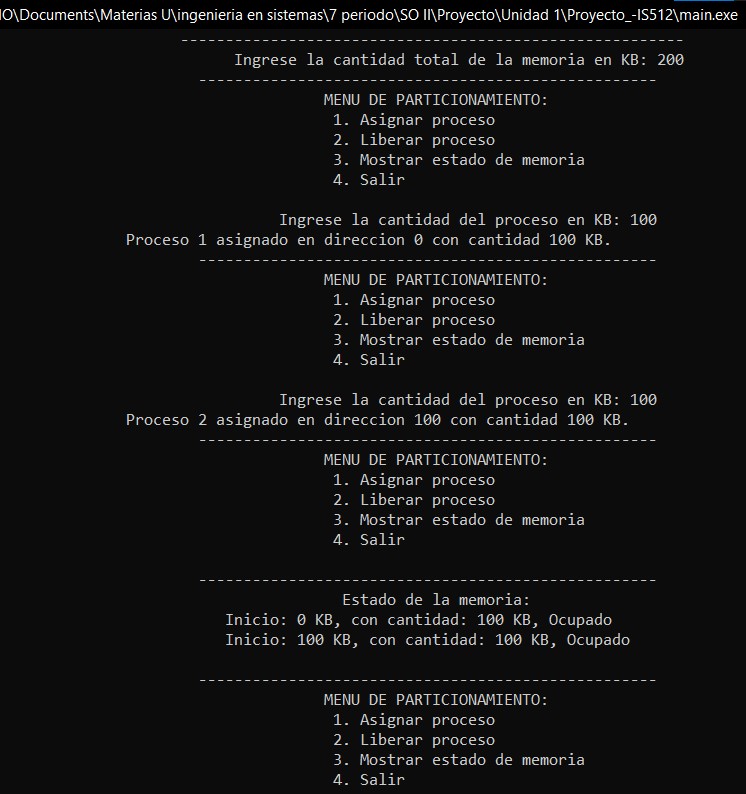 IO\Documents\Materias U\ingenieria en sistemas\7 periodo\SO II\Proyecto\Unidad 1\Proyecto_-IS512\main.exe
--------------------------------------------------------
Ingrese la cantidad total de la memoria en KB: 200
---------------------------------------------------
MENU DE PARTICIONAMIENTO:
1. Asignar proceso
2. Liberar proceso
3. Mostrar estado de memoria
4. Salir
Ingrese la cantidad del proceso en KB: 100
Proceso 1 asignado en direccion 0 con cantidad 100 KB.
---------------------------------------------------
MENU DE PARTICIONAMIENTO:
1. Asignar proceso
2. Liberar proceso
3. Mostrar estado de memoria
4. Salir
Ingrese la cantidad del proceso en KB: 100
Proceso 2 asignado en direccion 100 con cantidad 100 KB.
---------------------------------------------------
MENU DE PARTICIONAMIENTO:
1. Asignar proceso
2. Liberar proceso
3. Mostrar estado de memoria
4. Salir
---------------------------------------------------
Estado de la memoria:
Inicio: 0 KB, con cantidad: 100 KB, Ocupado
Inicio: 100 KB, con cantidad: 100 KB, Ocupado
---------------------------------------------------
MENU DE PARTICIONAMIENTO:
1. Asignar proceso
2. Liberar proceso
3. Mostrar estado de memoria
4. Salir